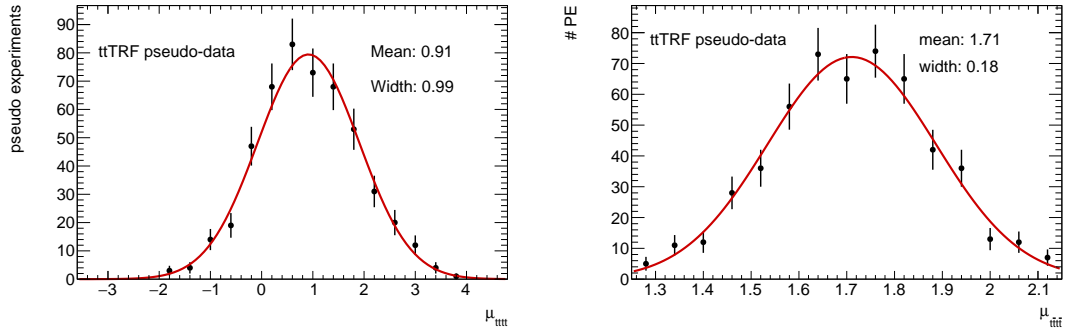 pseudo experiments
90
80
70
60
50
40
30
20
10
0
ttTRF pseudo-data
Mean: 0.91
Width: 0.99
−3 −2 −1 0 1 2 3 4
μ_tttt
# PE
80
70
60
50
40
30
20
10
0
ttTRF pseudo-data
mean: 1.71
width: 0.18
1.3 1.4 1.5 1.6 1.7 1.8 1.9 2 2.1
μ_tt̄tt̄